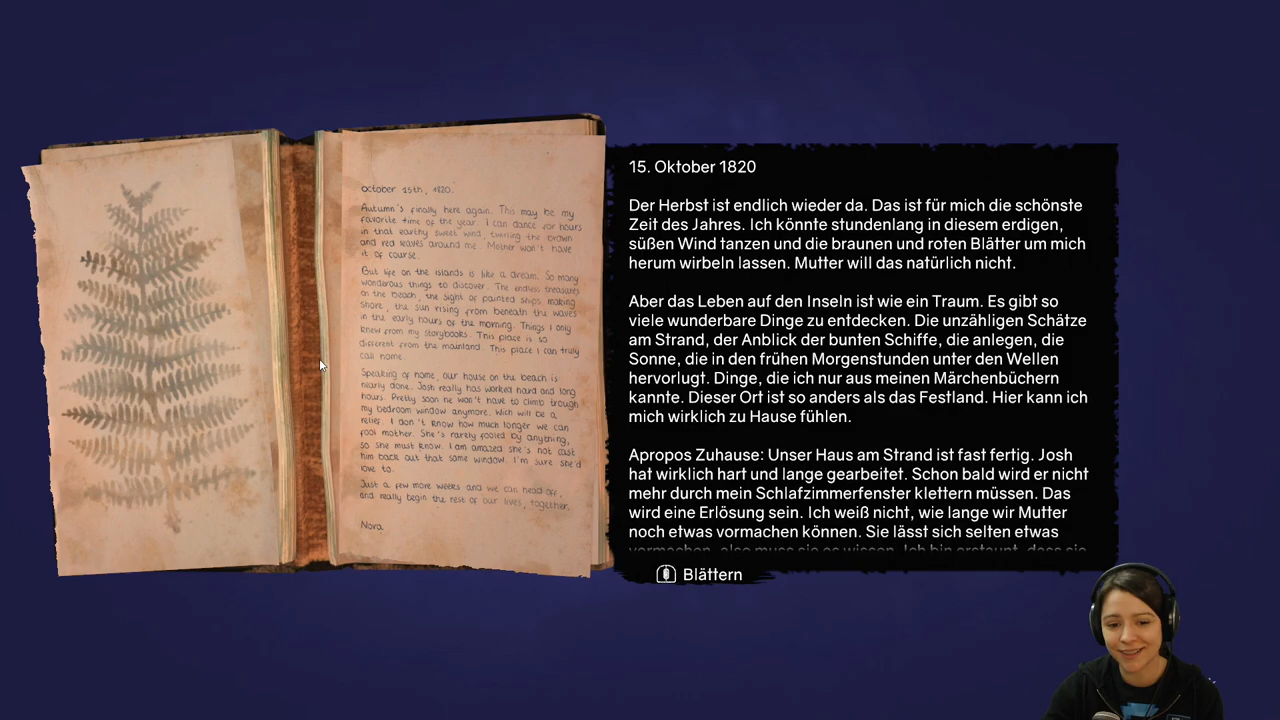 october 15th, 1820.
Autumn's finally here again. This may be my
favorite time of the year. I can dance for hours
in that earthy sweet wind, twirling the brown
and red leaves around me. Mother won't have
it of course.
But life on the islands is like a dream. So many
wonderous things to discover. The endless treasures
on the beach, the sight of painted ships making
shore, the sun rising from beneath the waves
in the early hours of the morning. Things I only
knew from my storybooks. This place is so
different from the mainland. This place I can truly
call home.
Speaking of home, our house on the beach is
nearly done. Josh really has worked hard and long
hours. Pretty soon he won't have to climb trough
my bedroom window anymore. Wich will be a
relief. I don't know how much longer we can
fool mother. She's rarely fooled by anything,
so she must know. I am amazed she's not cast
him back out that same window. I'm sure she'd
love to.
Just a few more weeks and we can head off,
and really begin the rest of our lives, together.
Nora
15. Oktober 1820
Der Herbst ist endlich wieder da. Das ist für mich die schönste
Zeit des Jahres. Ich könnte stundenlang in diesem erdigen,
süßen Wind tanzen und die braunen und roten Blätter um mich
herum wirbeln lassen. Mutter will das natürlich nicht.
Aber das Leben auf den Inseln ist wie ein Traum. Es gibt so
viele wunderbare Dinge zu entdecken. Die unzähligen Schätze
am Strand, der Anblick der bunten Schiffe, die anlegen, die
Sonne, die in den frühen Morgenstunden unter den Wellen
hervorlugt. Dinge, die ich nur aus meinen Märchenbüchern
kannte. Dieser Ort ist so anders als das Festland. Hier kann ich
mich wirklich zu Hause fühlen.
Apropos Zuhause: Unser Haus am Strand ist fast fertig. Josh
hat wirklich hart und lange gearbeitet. Schon bald wird er nicht
mehr durch mein Schlafzimmerfenster klettern müssen. Das
wird eine Erlösung sein. Ich weiß nicht, wie lange wir Mutter
noch etwas vormachen können. Sie lässt sich selten etwas
vormachen, also muss sie es wissen. Ich bin erstaunt, dass sie
Blättern